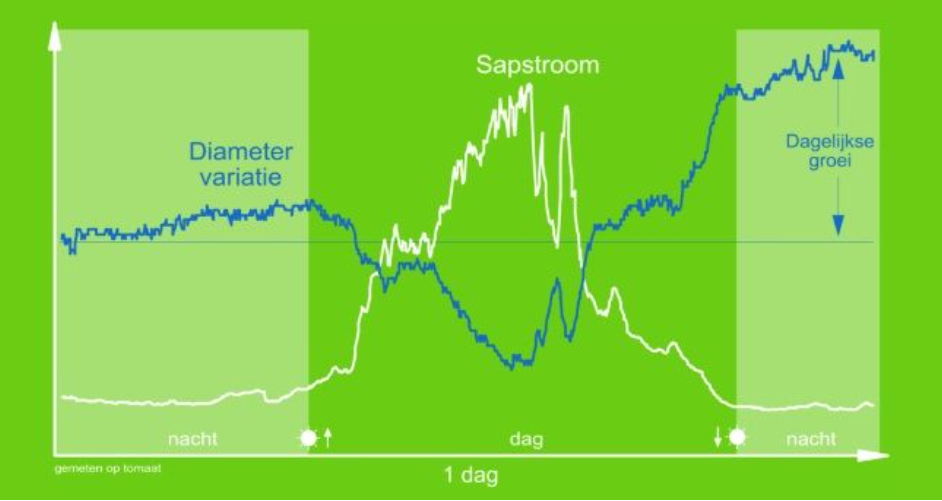 Sapstroom
Diameter
variatie
Dagelijkse
groei
nacht
dag
nacht
gemeten op tomaat
1 dag